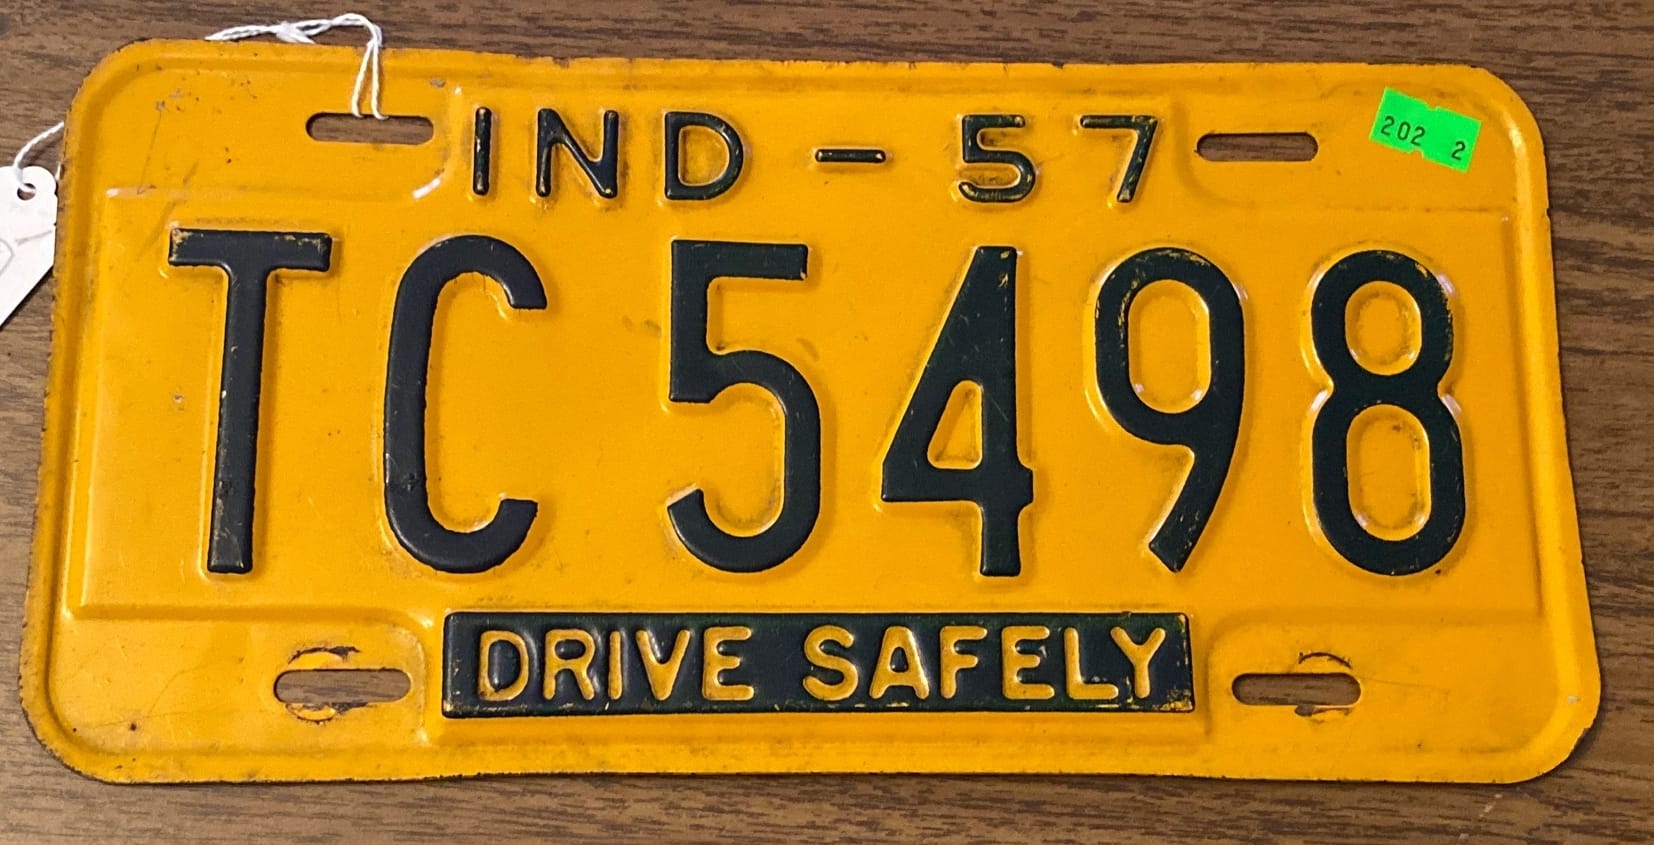 IND - 57
202 2
TC 5498
DRIVE SAFELY